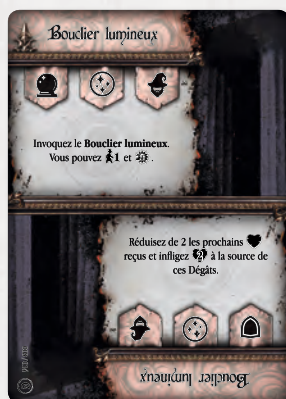 Bouclier lumineux
Invoquez le Bouclier lumineux.
Vous pouvez 1 et .
Réduisez de 2 les prochains
reçus et infligez 2 à la source de
ces Dégâts.
Bouclier lumineux